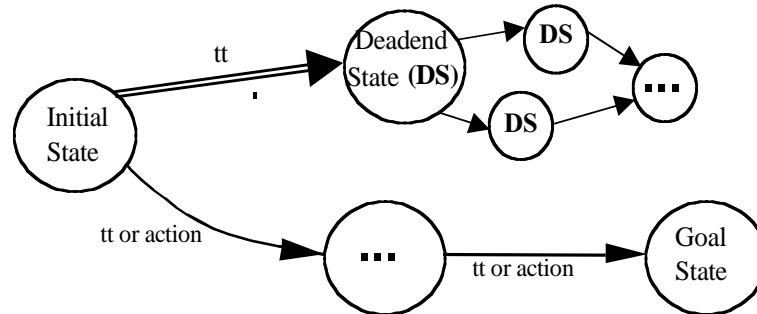 tt
Deadend
State (DS)
DS
DS
...
Initial
State
tt or action
...
tt or action
Goal
State